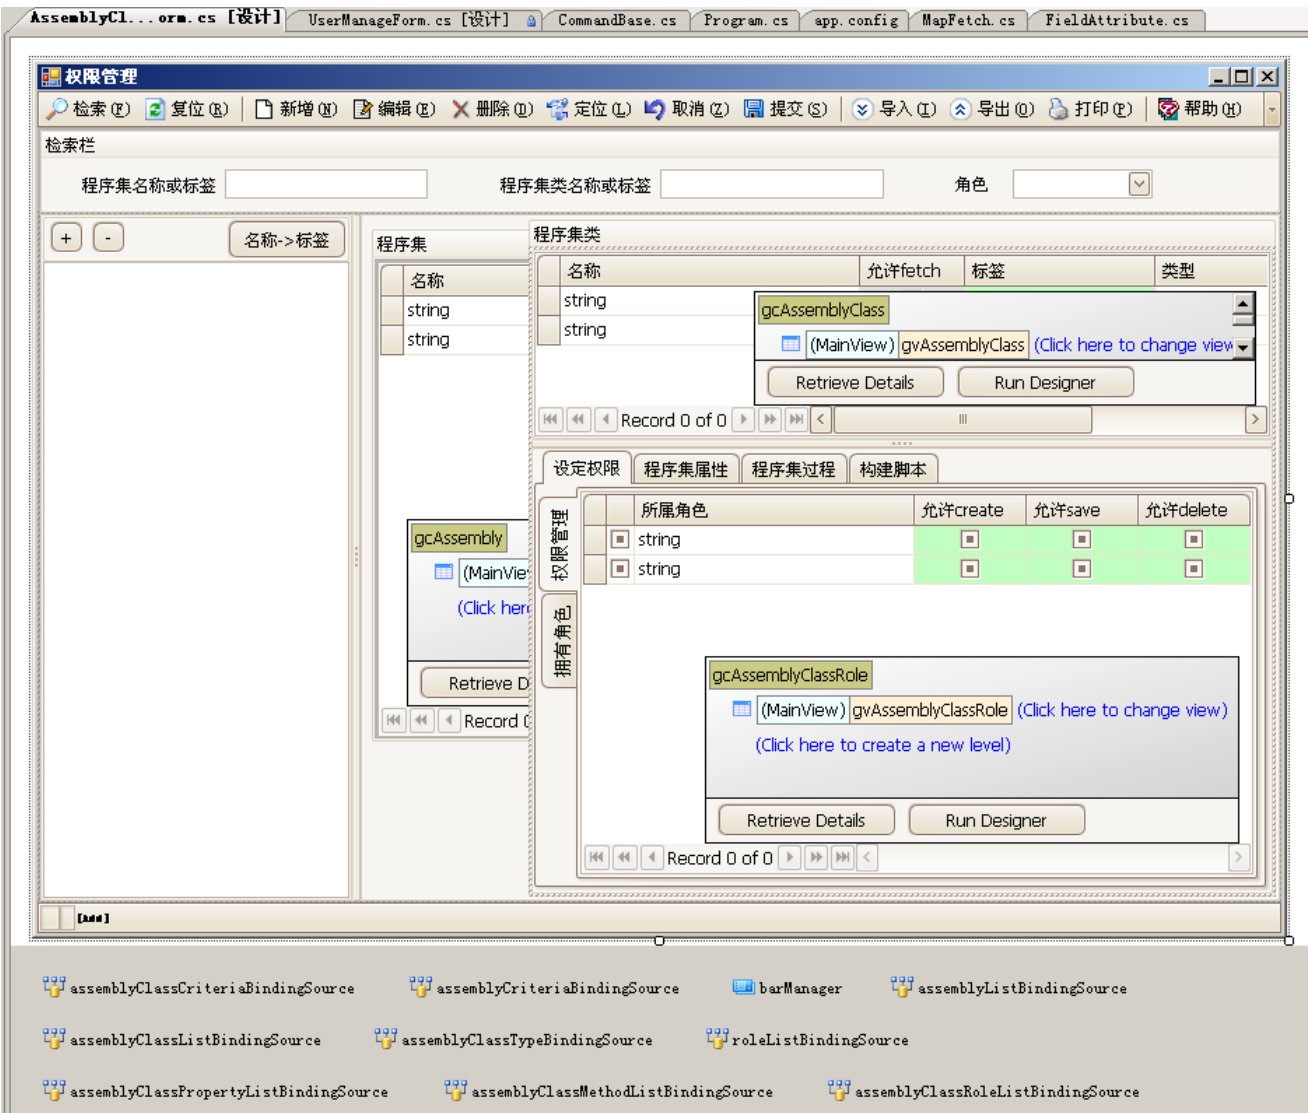 AssemblyCl...orm.cs [设计] UserManageForm.cs [设计] CommandBase.cs Program.cs app.config MapFetch.cs FieldAttribute.cs
权限管理
检索(F) 复位(R) 新增(N) 编辑(E) 删除(D) 定位(L) 取消(Z) 提交(S) 导入(I) 导出(O) 打印(P) 帮助(H)
检索栏
程序集名称或标签 程序集类名称或标签 角色
+ - 名称->标签
程序集
名称
string
string
gcAssembly
(MainVie
(Click her
Retrieve D
Record 0
程序集类
名称 允许fetch 标签 类型
string
string
gcAssemblyClass
(MainView) gvAssemblyClass (Click here to change view
Retrieve Details Run Designer
Record 0 of 0
设定权限 程序集属性 程序集过程 构建脚本
权限管理
拥有角色
所属角色 允许create 允许save 允许delete
string
string
gcAssemblyClassRole
(MainView) gvAssemblyClassRole (Click here to change view)
(Click here to create a new level)
Retrieve Details Run Designer
Record 0 of 0
[Add]
assemblyClassCriteriaBindingSource assemblyCriteriaBindingSource barManager assemblyListBindingSource
assemblyClassListBindingSource assemblyClassTypeBindingSource roleListBindingSource
assemblyClassPropertyListBindingSource assemblyClassMethodListBindingSource assemblyClassRoleListBindingSource